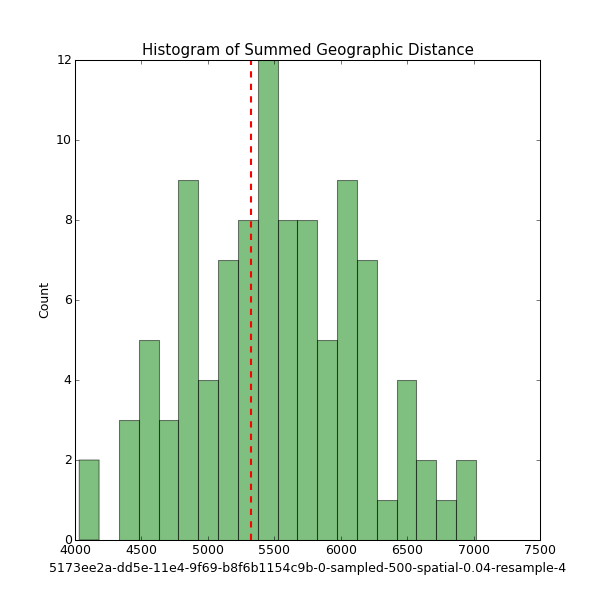 Histogram of Summed Geographic Distance
12
10
8
6
4
2
0
Count
4000 4500 5000 5500 6000 6500 7000 7500
5173ee2a-dd5e-11e4-9f69-b8f6b1154c9b-0-sampled-500-spatial-0.04-resample-4